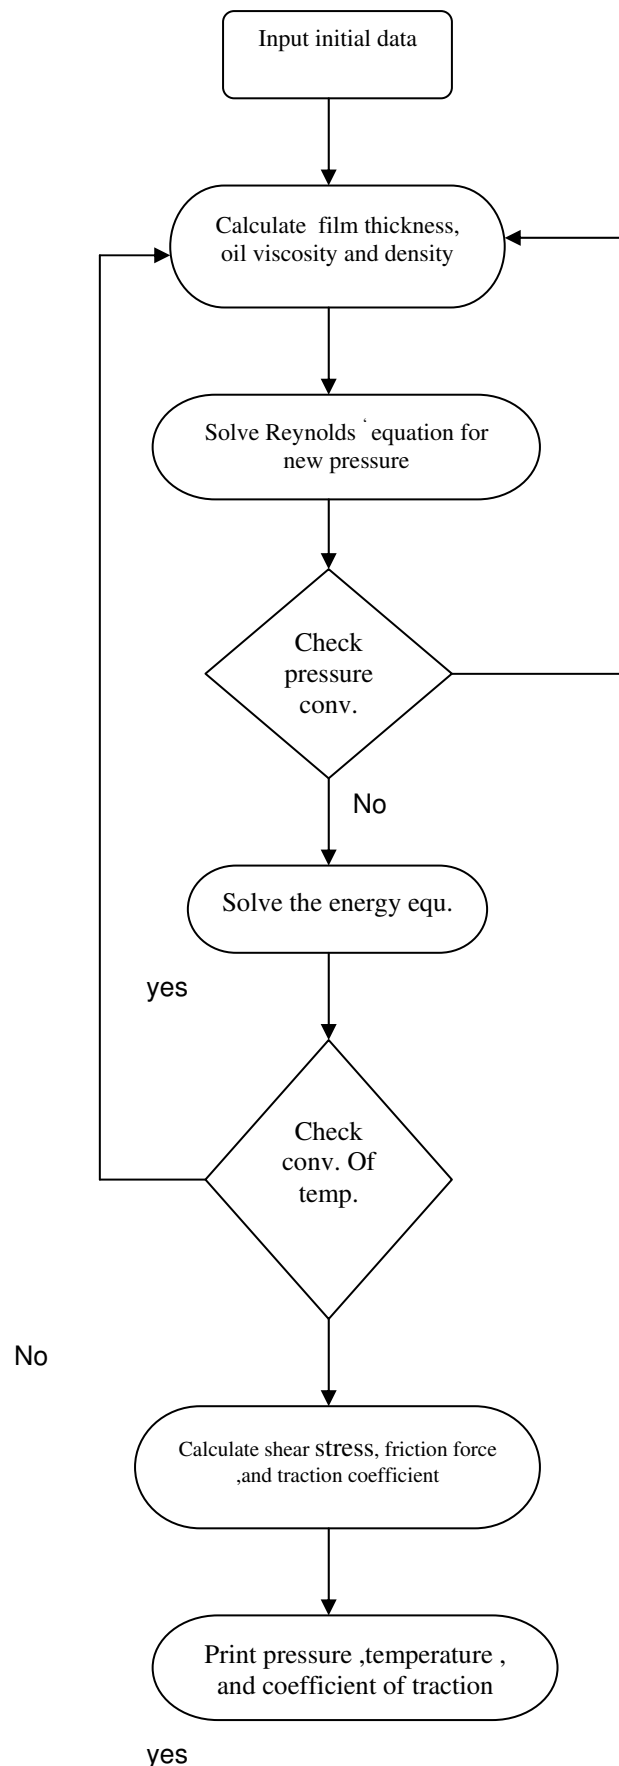 Input initial data
Calculate film thickness,
oil viscosity and density
Solve Reynolds ‘ equation for
new pressure
Check
pressure
conv.
No
Solve the energy equ.
yes
Check
conv. Of
temp.
No
Calculate shear stress, friction force
,and traction coefficient
Print pressure ,temperature ,
and coefficient of traction
yes